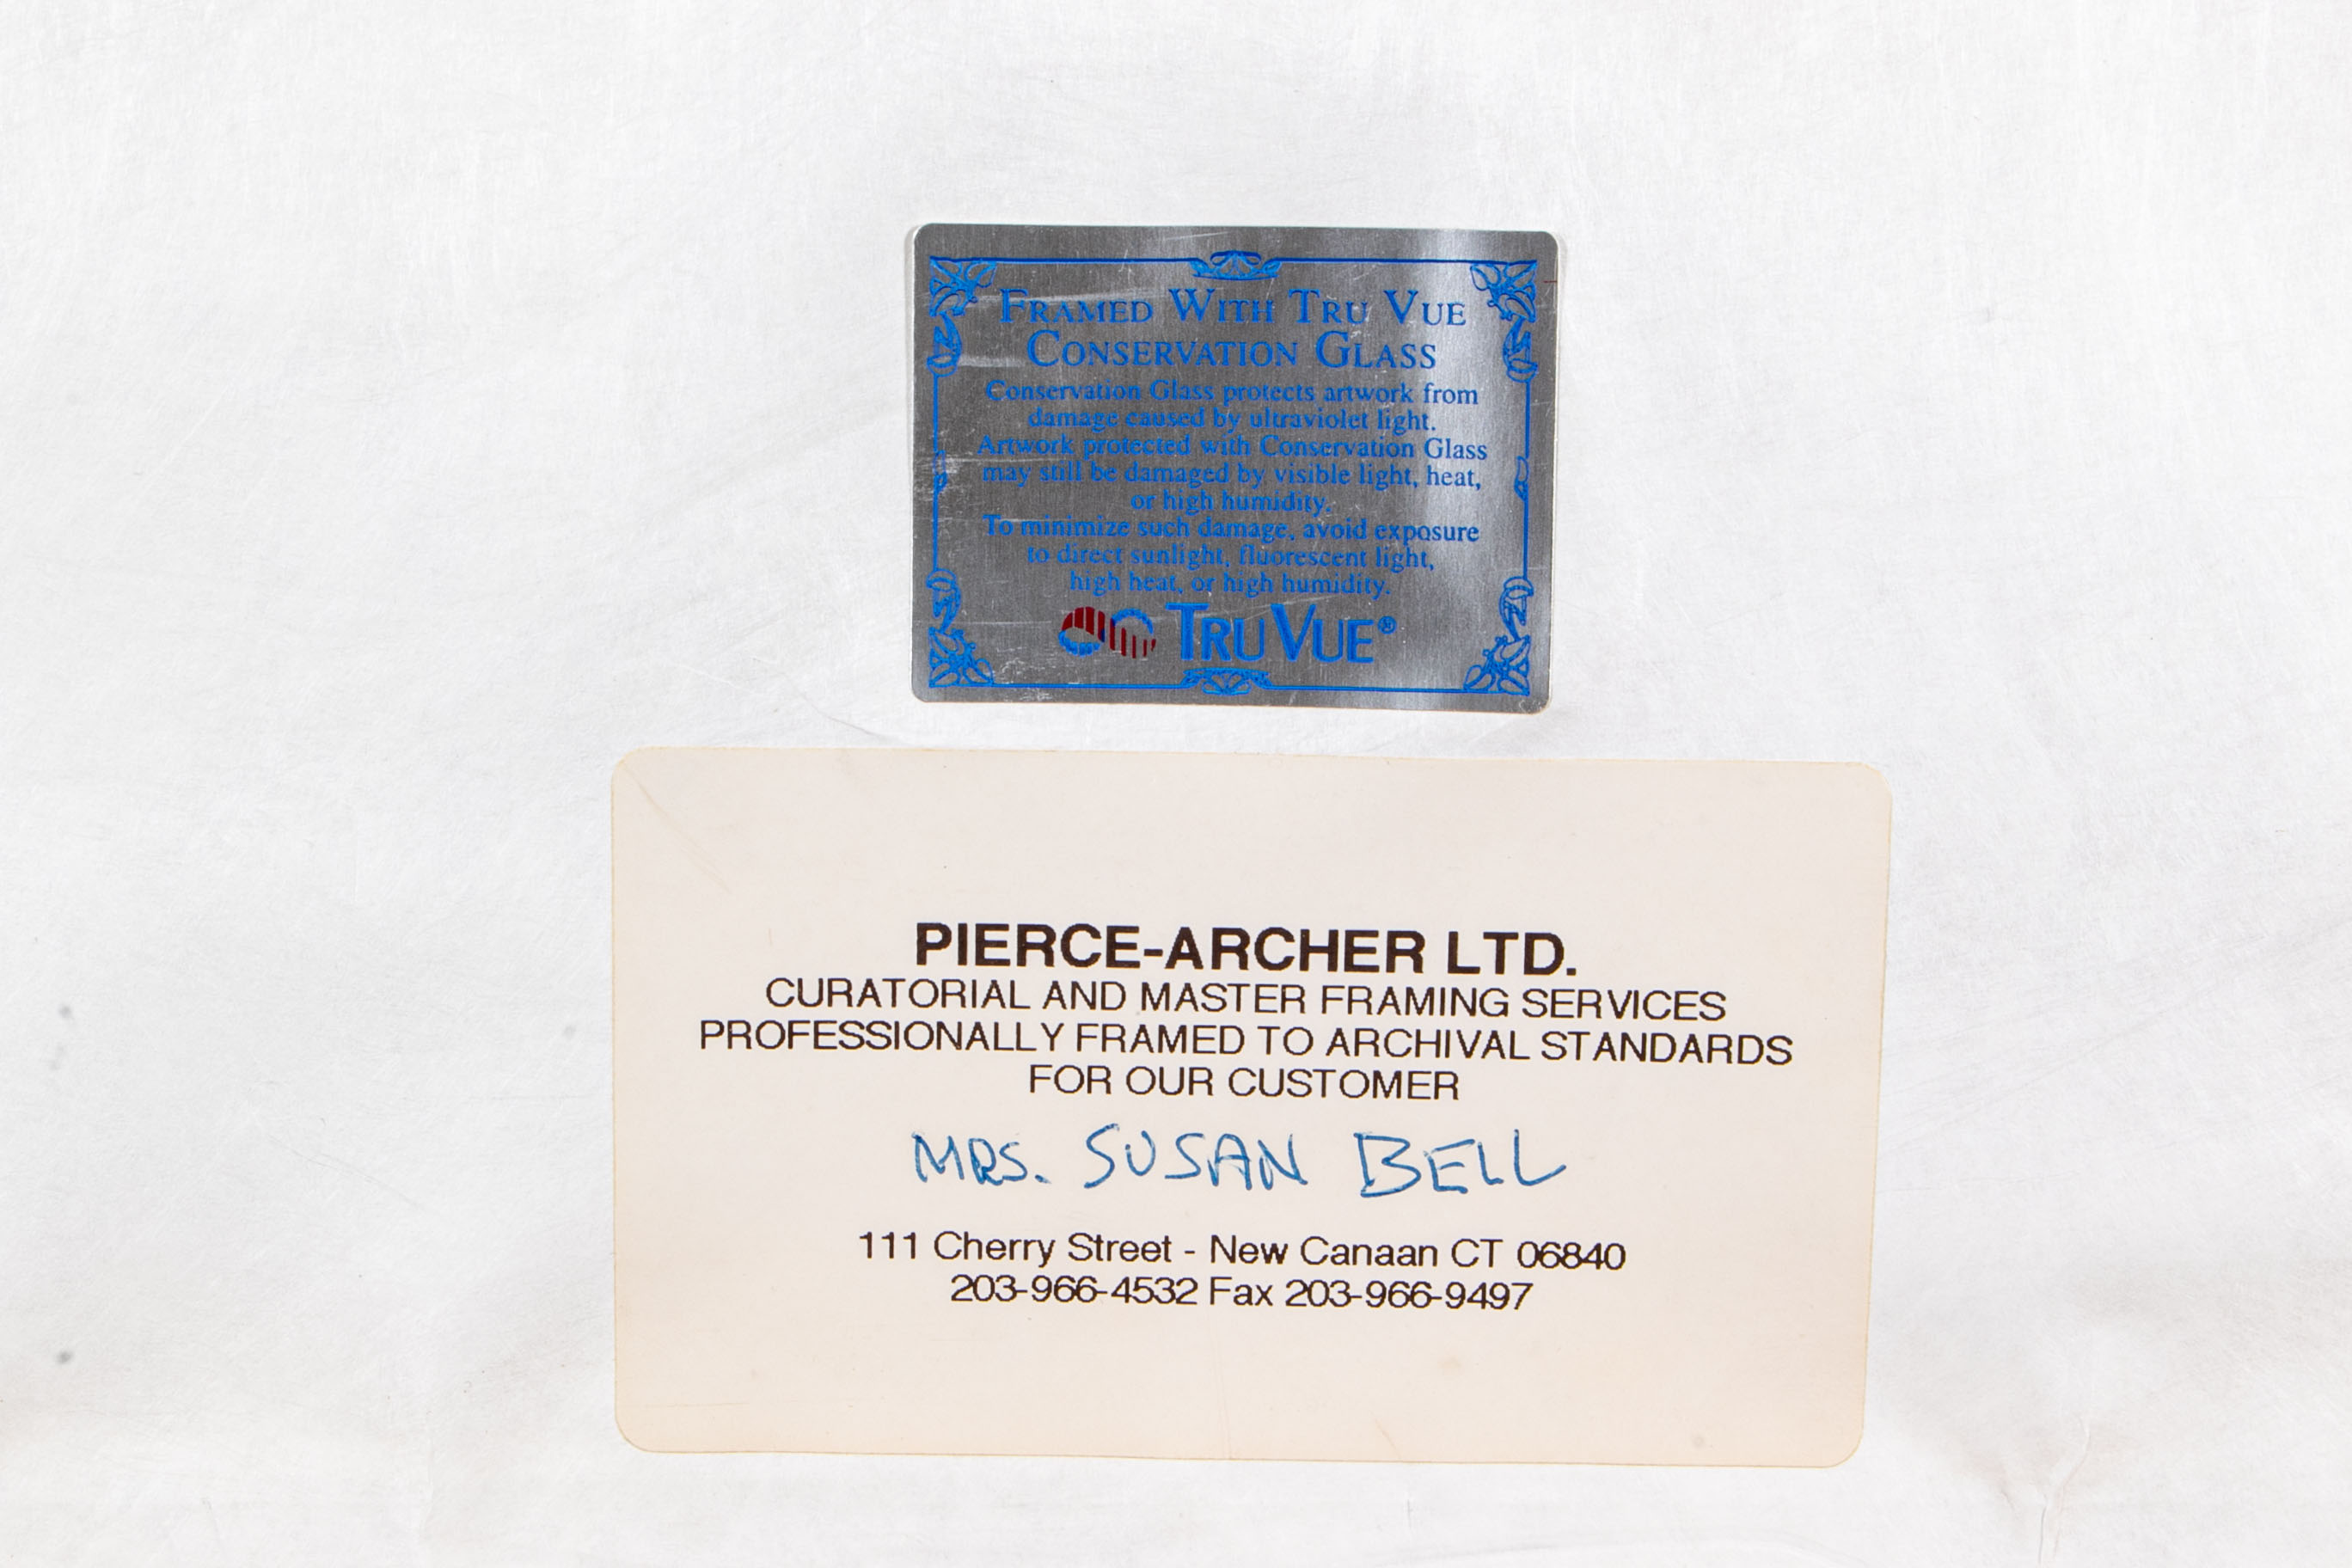 FRAMED WITH TRU VUE
CONSERVATION GLASS
Conservation Glass protects artwork from
damage caused by ultraviolet light.
Artwork protected with Conservation Glass
may still be damaged by visible light, heat,
or high humidity.
To minimize such damage, avoid exposure
to direct sunlight, fluorescent light,
high heat, or high humidity.
TRU VUE®
PIERCE-ARCHER LTD.
CURATORIAL AND MASTER FRAMING SERVICES
PROFESSIONALLY FRAMED TO ARCHIVAL STANDARDS
FOR OUR CUSTOMER
MRS. SUSAN BELL
111 Cherry Street - New Canaan CT 06840
203-966-4532 Fax 203-966-9497